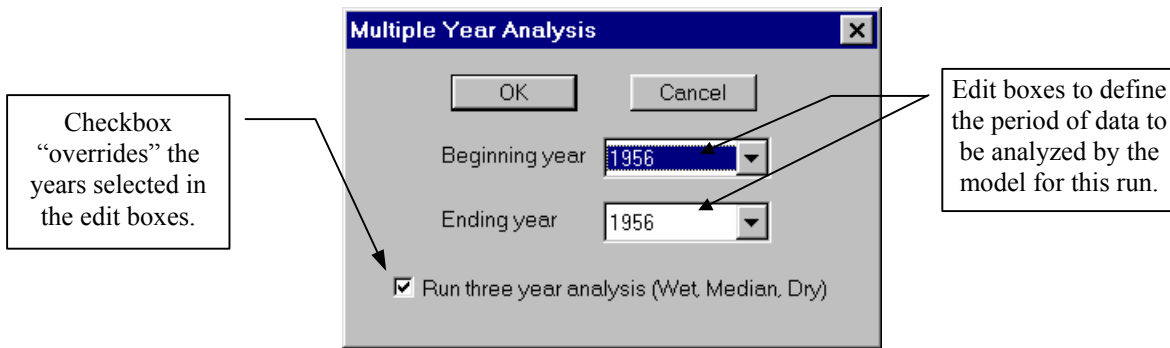 Multiple Year Analysis
OK
Cancel
Beginning year
1956
Ending year
1956
Run three year analysis (Wet, Median, Dry)
Checkbox
“overrides” the
years selected in
the edit boxes.
Edit boxes to define
the period of data to
be analyzed by the
model for this run.